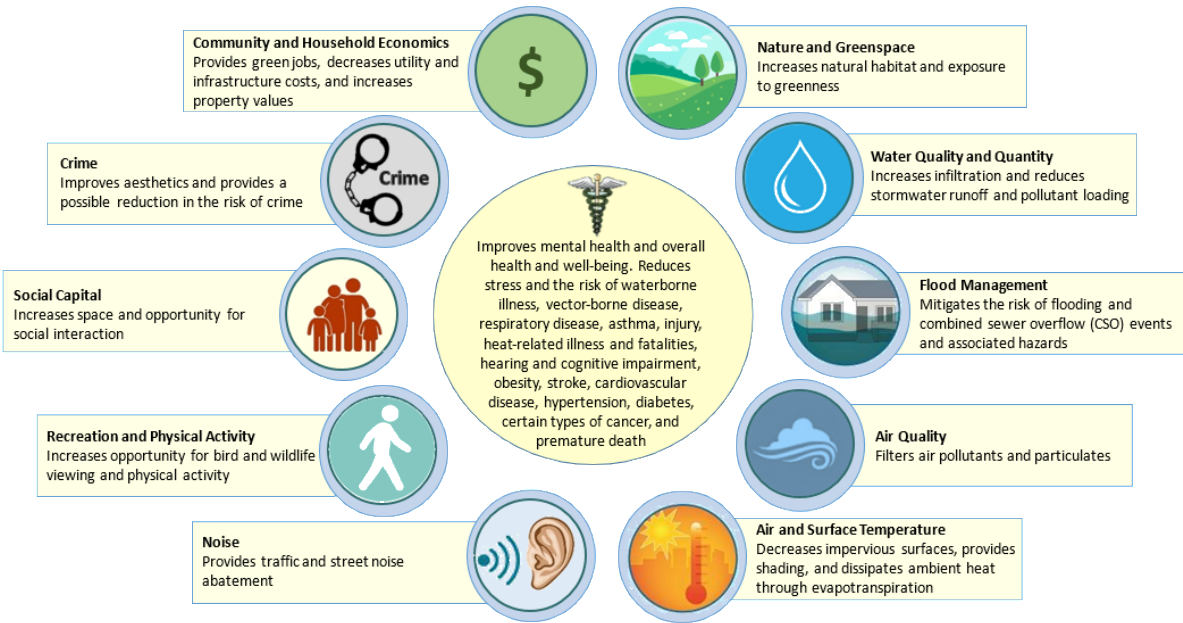 Community and Household Economics
Provides green jobs, decreases utility and
infrastructure costs, and increases
property values
$
Nature and Greenspace
Increases natural habitat and exposure
to greenness
Crime
Improves aesthetics and provides a
possible reduction in the risk of crime
Crime
Water Quality and Quantity
Increases infiltration and reduces
stormwater runoff and pollutant loading
Social Capital
Increases space and opportunity for
social interaction
Improves mental health and overall
health and well-being. Reduces
stress and the risk of waterborne
illness, vector-borne disease,
respiratory disease, asthma, injury,
heat-related illness and fatalities,
hearing and cognitive impairment,
obesity, stroke, cardiovascular
disease, hypertension, diabetes,
certain types of cancer, and
premature death
Flood Management
Mitigates the risk of flooding and
combined sewer overflow (CSO) events
and associated hazards
Recreation and Physical Activity
Increases opportunity for bird and wildlife
viewing and physical activity
Air Quality
Filters air pollutants and particulates
Noise
Provides traffic and street noise
abatement
Air and Surface Temperature
Decreases impervious surfaces, provides
shading, and dissipates ambient heat
through evapotranspiration